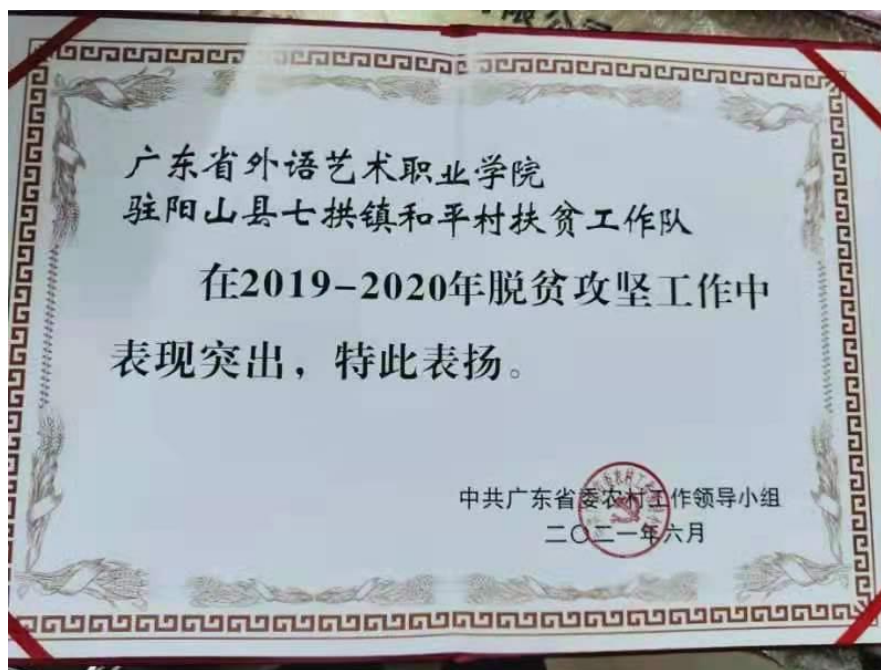 广东省外语艺术职业学院
驻阳山县七拱镇和平村扶贫工作队
在2019-2020年脱贫攻坚工作中
表现突出，特此表扬。
中共广东省委农村工作领导小组
二〇二一年六月